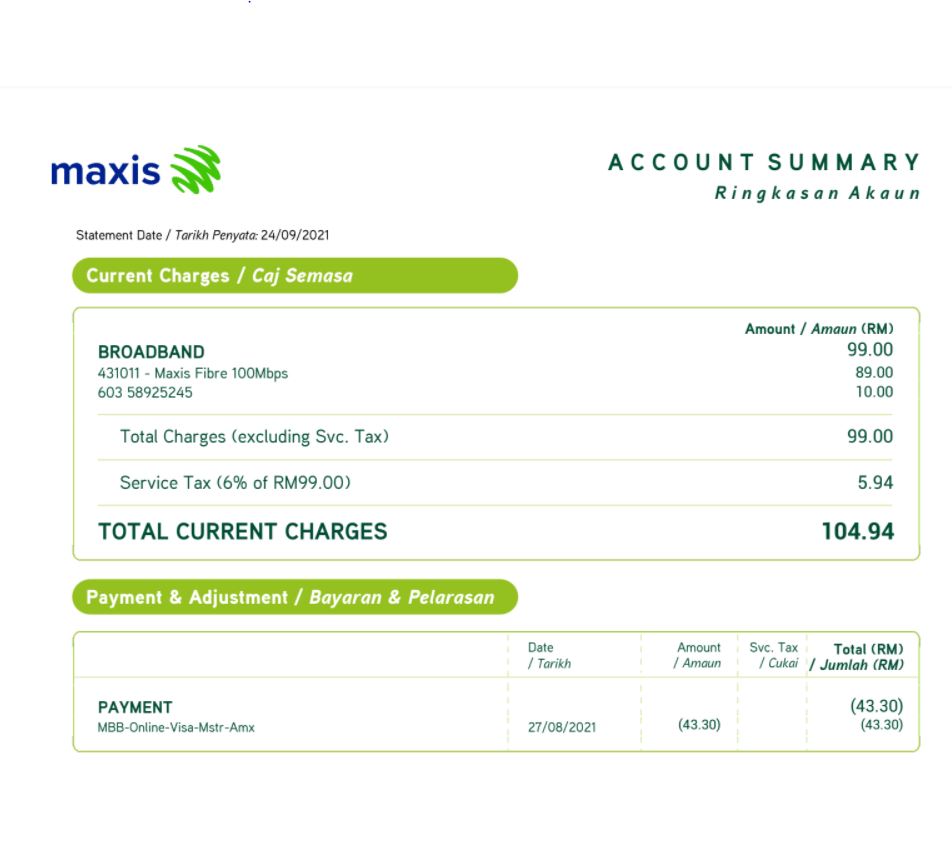 maxis
ACCOUNT SUMMARY
Ringkasan Akaun
Statement Date / Tarikh Penyata: 24/09/2021
Current Charges / Caj Semasa
Amount / Amaun (RM)
BROADBAND 99.00
431011 - Maxis Fibre 100Mbps 89.00
603 58925245 10.00
Total Charges (excluding Svc. Tax) 99.00
Service Tax (6% of RM99.00) 5.94
TOTAL CURRENT CHARGES 104.94
Payment & Adjustment / Bayaran & Pelarasan
Date Amount Svc. Tax Total (RM)
/ Tarikh / Amaun / Cukai / Jumlah (RM)
PAYMENT (43.30)
MBB-Online-Visa-Mstr-Amx 27/08/2021 (43.30) (43.30)